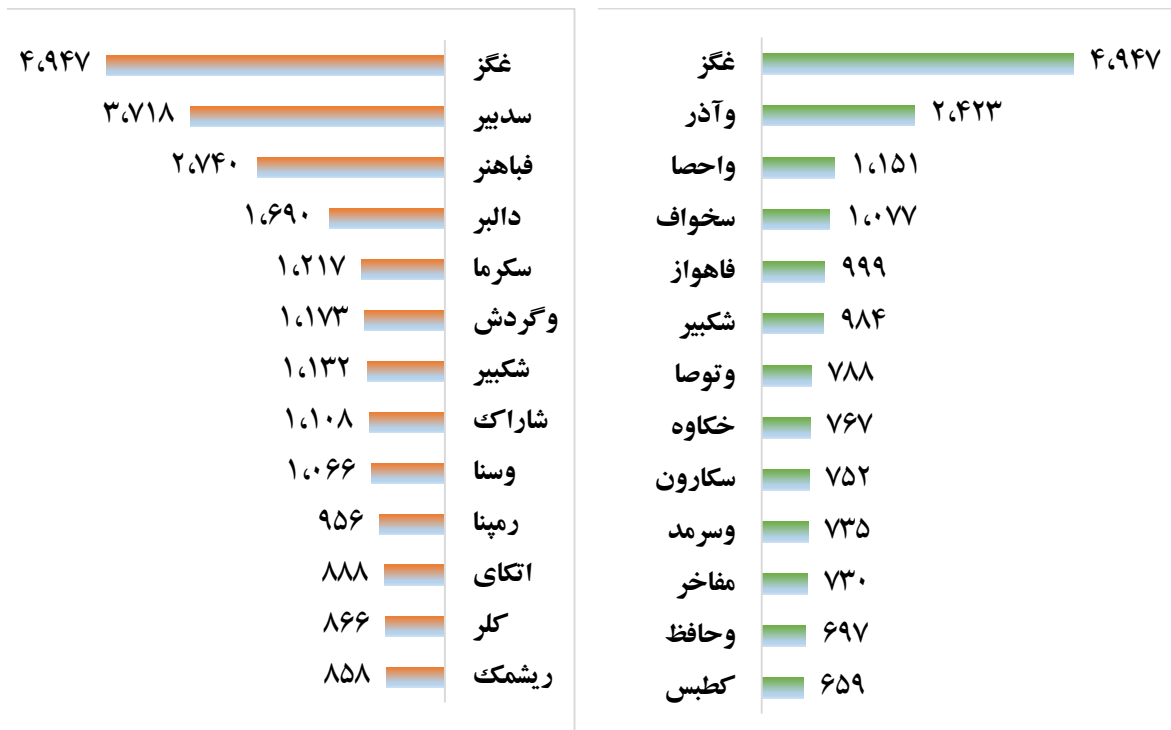 غگز ۴،۹۴۷
وآذر ۲،۴۲۳
واحصا ۱،۱۵۱
سخواف ۱،۰۷۷
فاهواز ۹۹۹
شکبیر ۹۸۴
وتوصا ۷۸۸
خکاوه ۷۶۷
سکارون ۷۵۲
وسرمد ۷۳۵
مفاخر ۷۳۰
وحافظ ۶۹۷
کطبس ۶۵۹
غگز ۴،۹۴۷
سدبیر ۳،۷۱۸
فباهنر ۲،۷۴۰
دالبر ۱،۶۹۰
سکرما ۱،۲۱۷
وگردش ۱،۱۷۳
شکبیر ۱،۱۳۲
شاراک ۱،۱۰۸
وسنا ۱،۰۶۶
رمپنا ۹۵۶
اتکای ۸۸۸
کلر ۸۶۶
ریشمک ۸۵۸